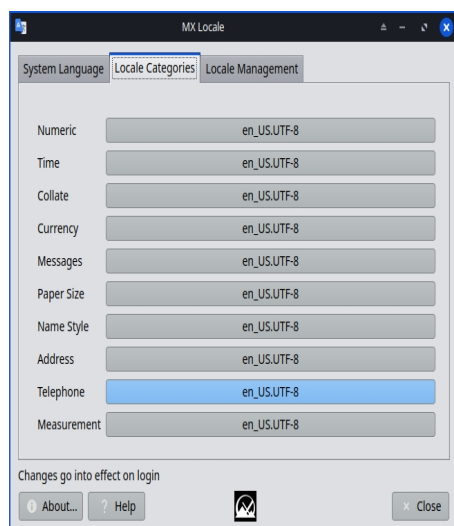 MX Locale
System Language Locale Categories Locale Management
Numeric en_US.UTF-8
Time en_US.UTF-8
Collate en_US.UTF-8
Currency en_US.UTF-8
Messages en_US.UTF-8
Paper Size en_US.UTF-8
Name Style en_US.UTF-8
Address en_US.UTF-8
Telephone en_US.UTF-8
Measurement en_US.UTF-8
Changes go into effect on login
About... ? Help × Close